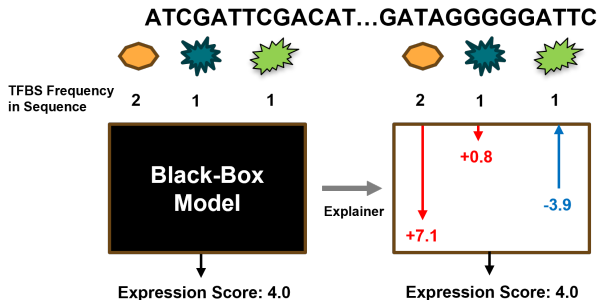 ATCGATTCGACAT...GATAGGGGGATTC
TFBS Frequency
in Sequence
2 1 1
2 1 1
Black-Box
Model
Explainer
+7.1
+0.8
-3.9
Expression Score: 4.0
Expression Score: 4.0